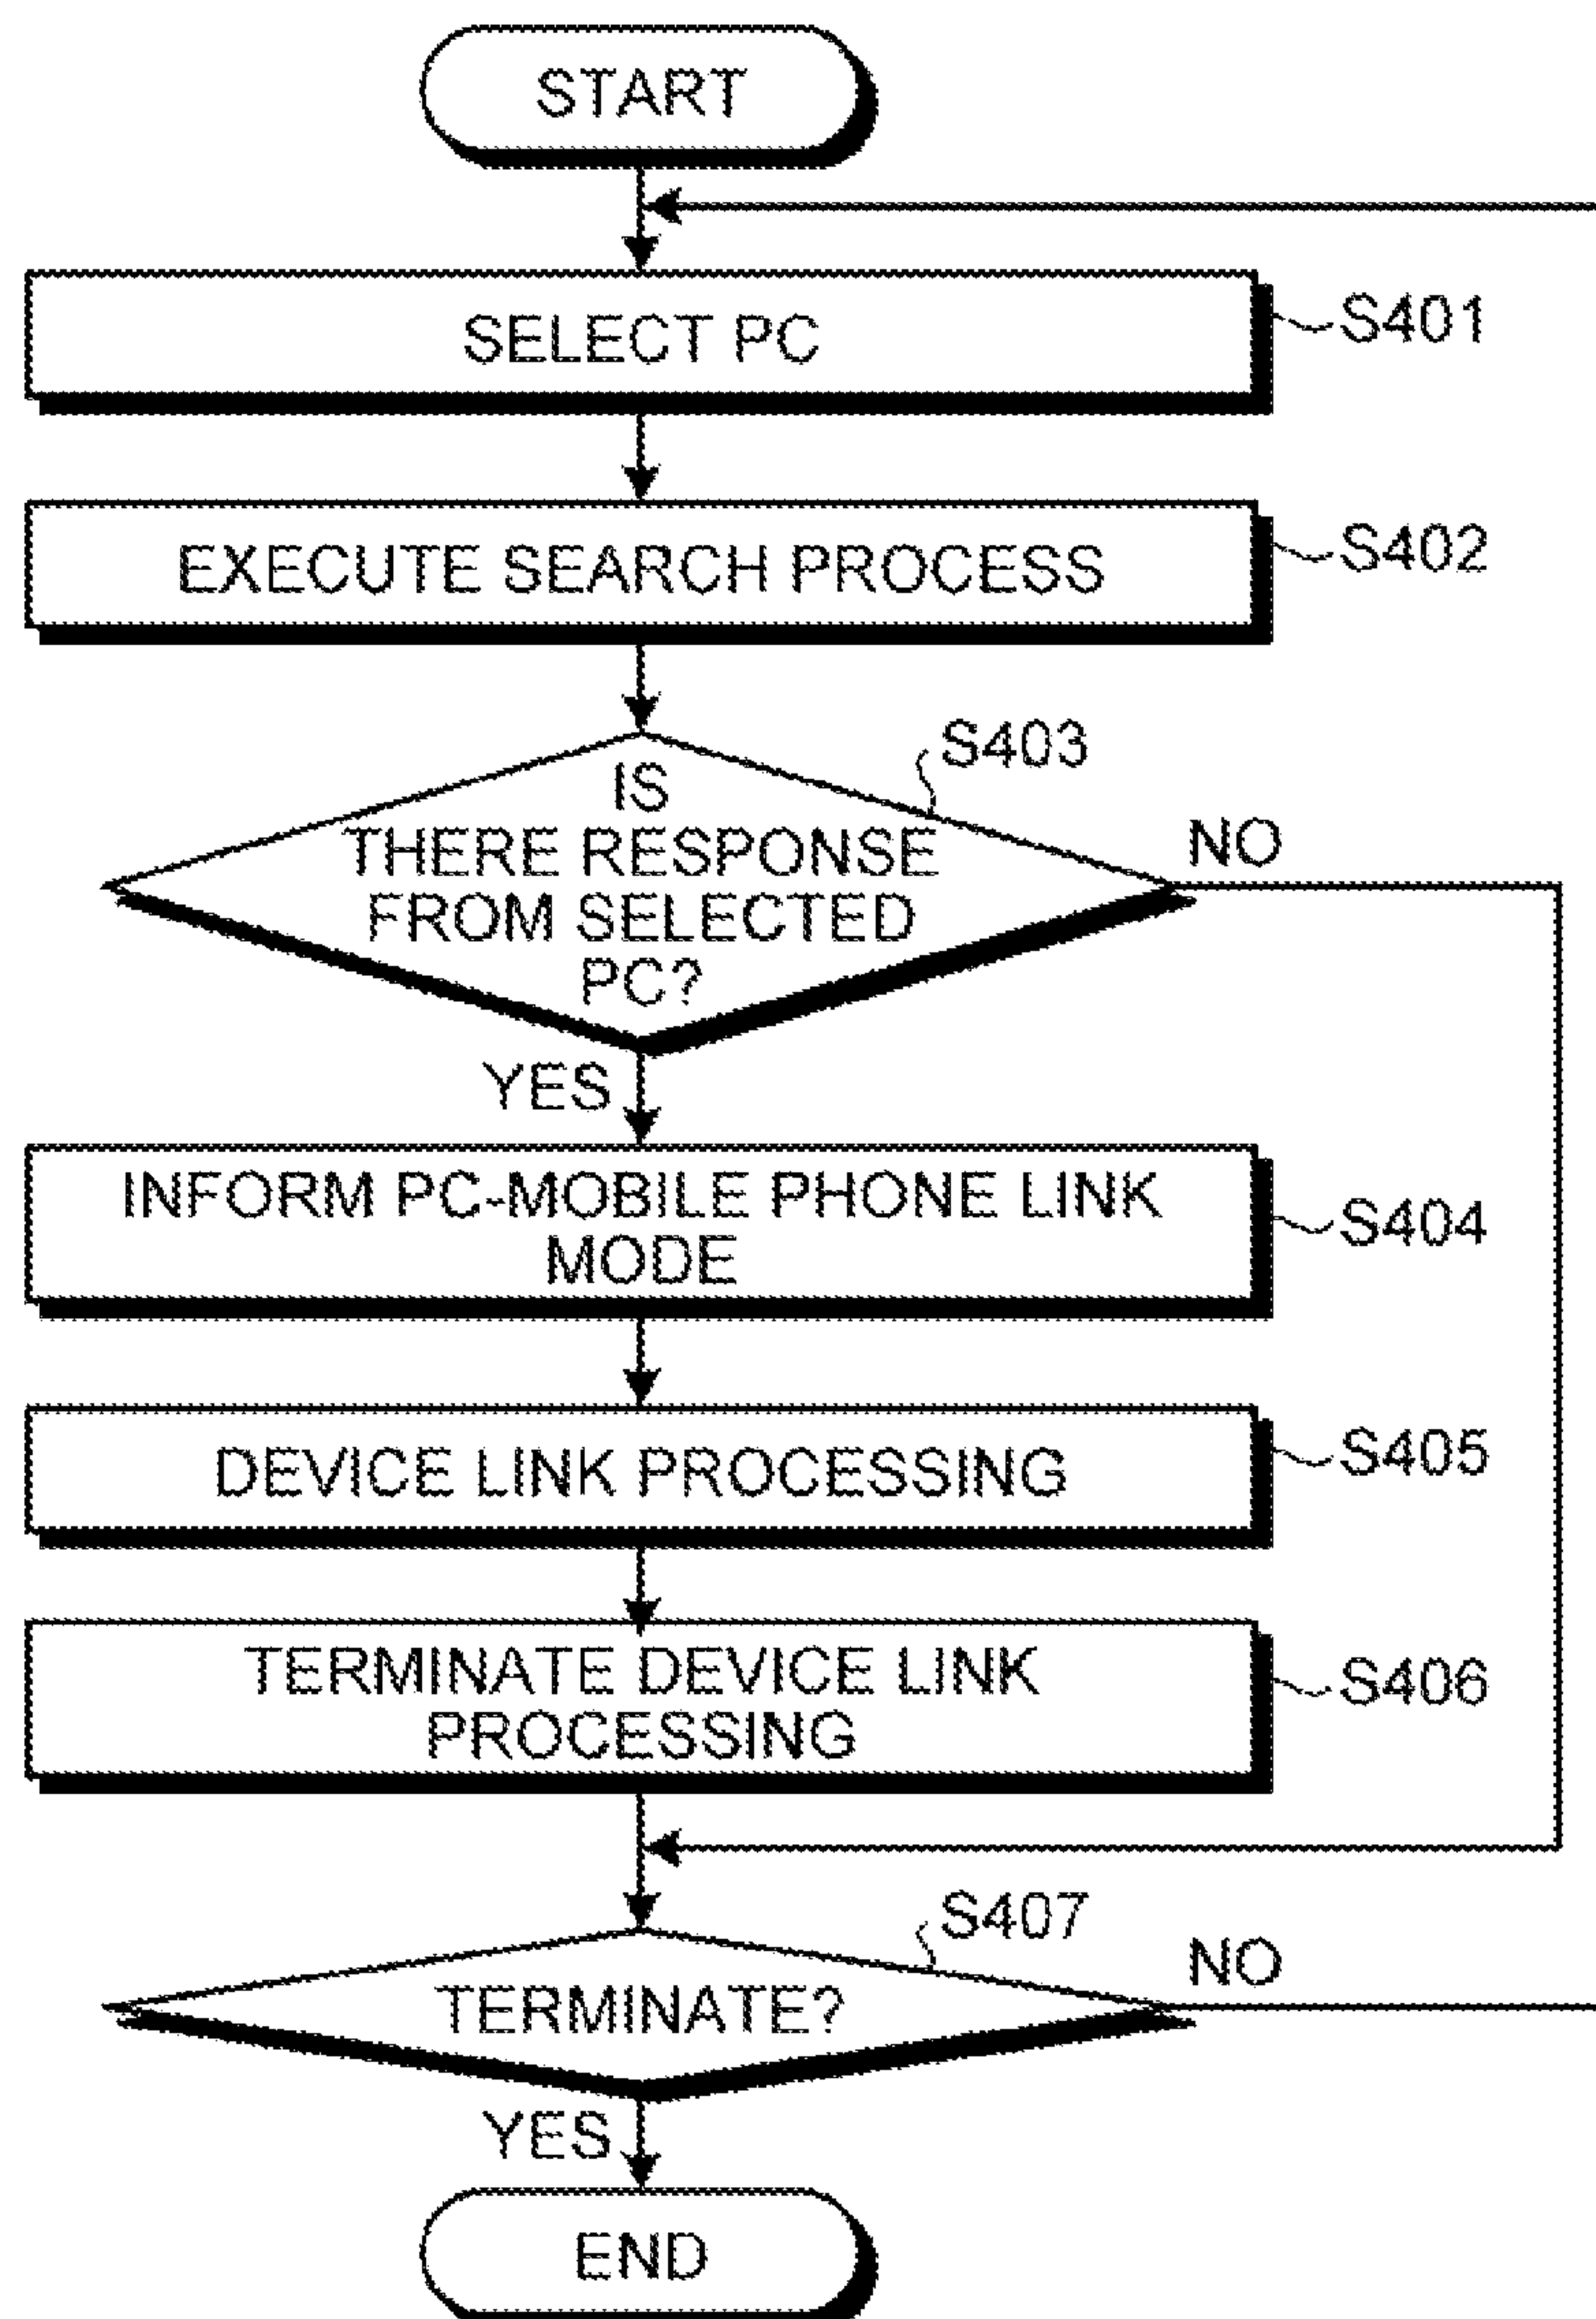 START
SELECT PC
S401
EXECUTE SEARCH PROCESS
S402
S403
IS
THERE RESPONSE
FROM SELECTED
PC?
NO
YES
INFORM PC-MOBILE PHONE LINK
MODE
S404
DEVICE LINK PROCESSING
S405
TERMINATE DEVICE LINK
PROCESSING
S406
S407
TERMINATE?
NO
YES
END